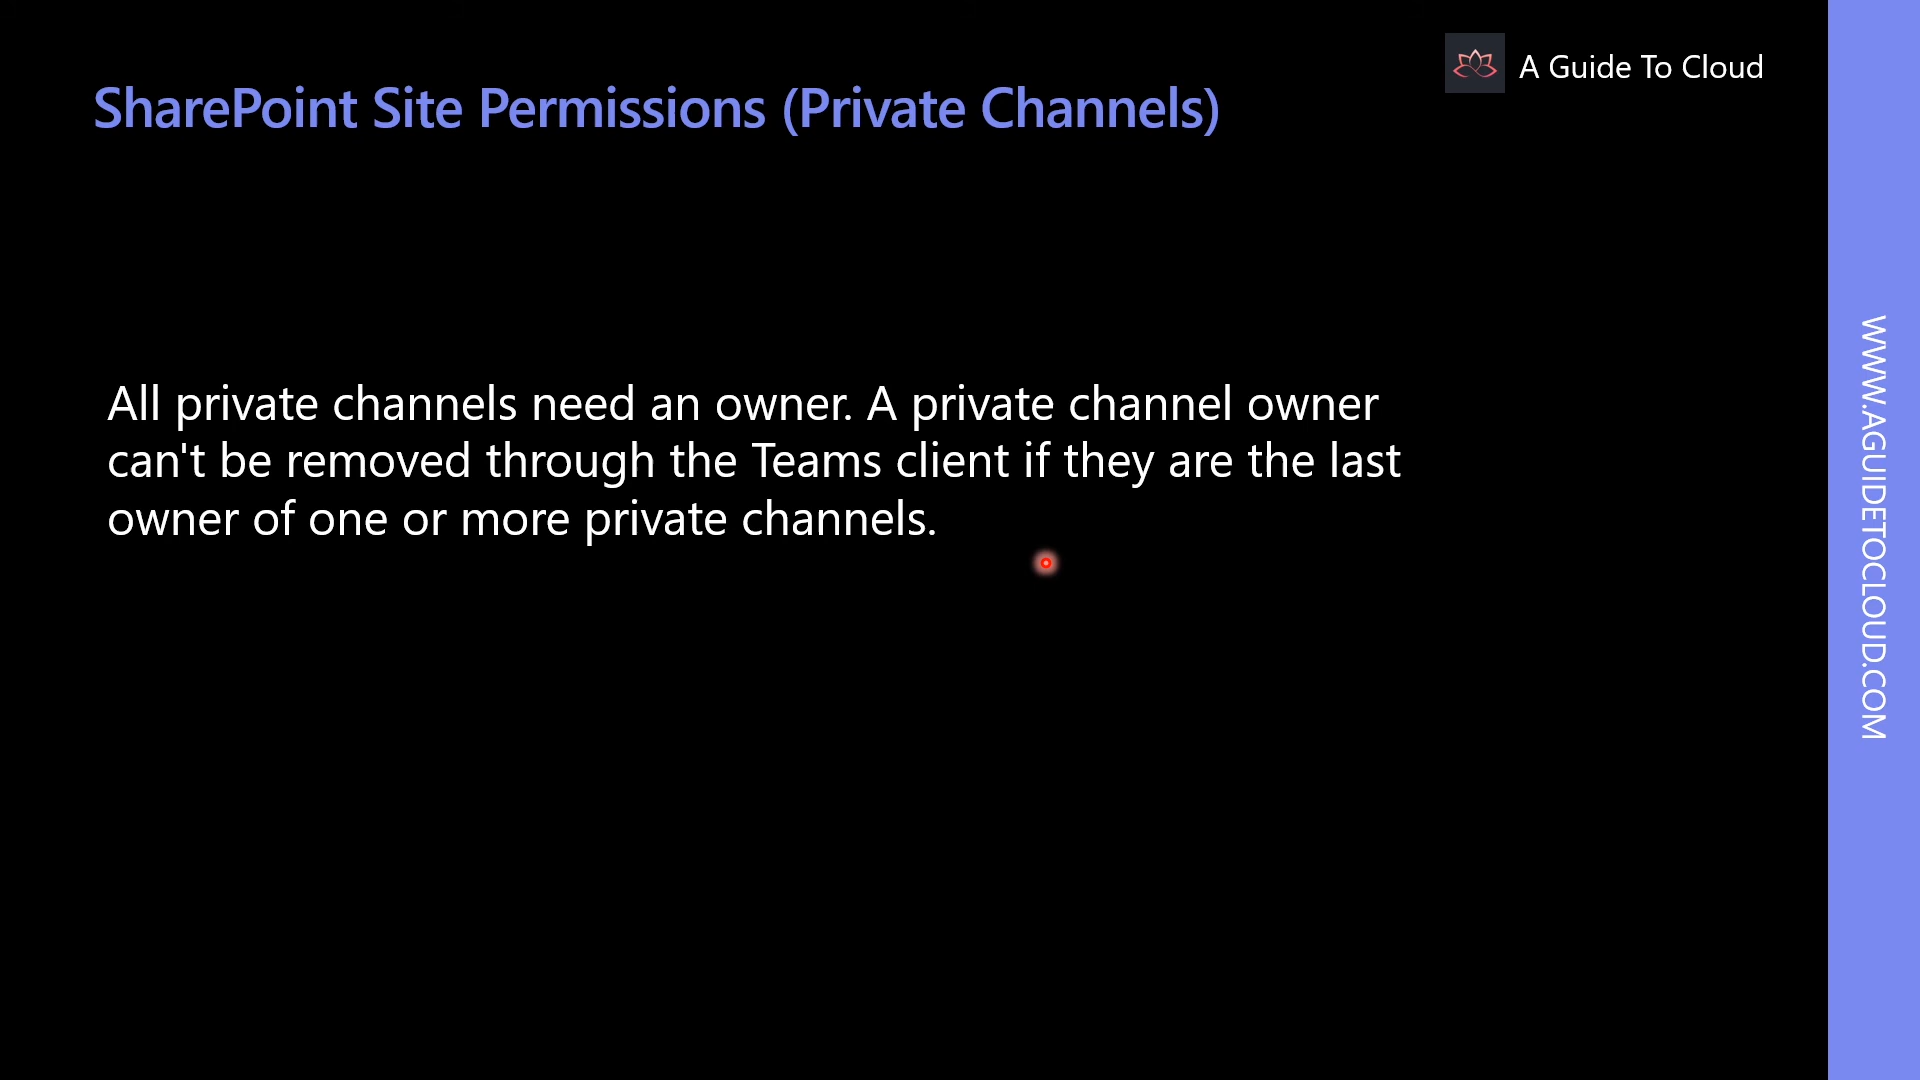 A Guide To Cloud
SharePoint Site Permissions (Private Channels)
All private channels need an owner. A private channel owner
can't be removed through the Teams client if they are the last
owner of one or more private channels.
WWW.AGUIDETOCLOUD.COM